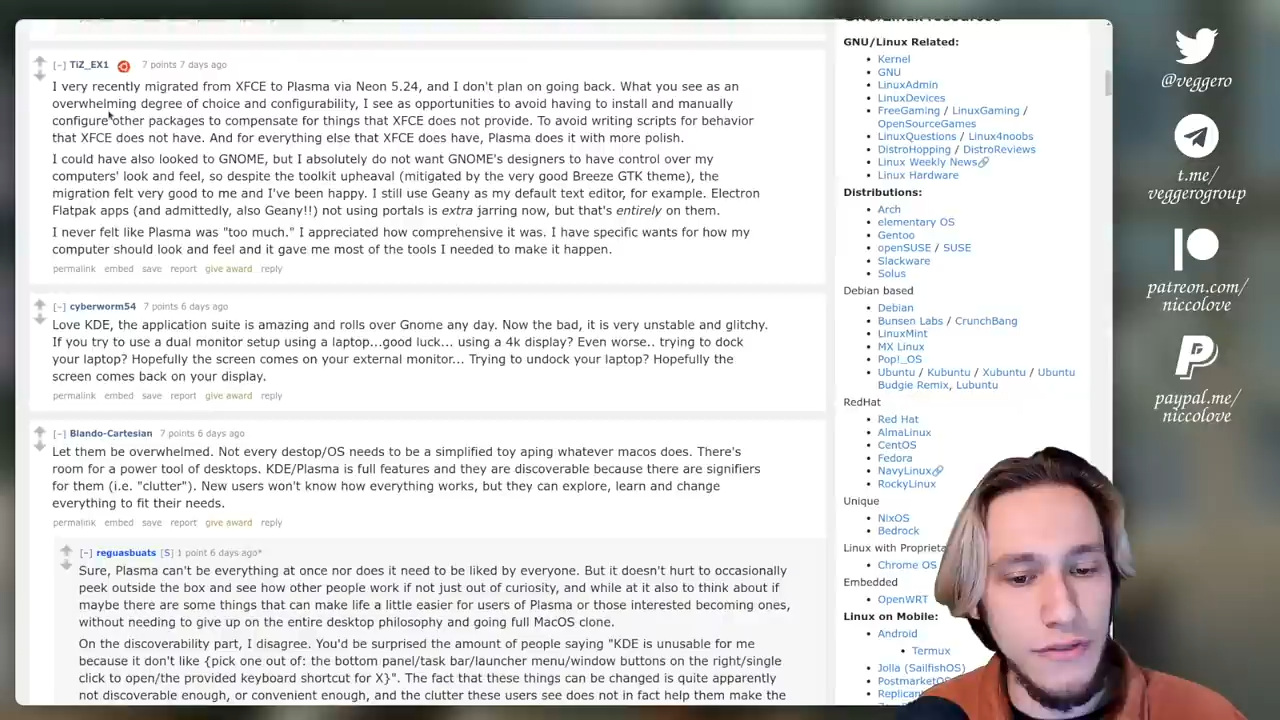 GNU/Linux resources
[–] TiZ_EX1 7 points 7 days ago
I very recently migrated from XFCE to Plasma via Neon 5.24, and I don't plan on going back. What you see as an
overwhelming degree of choice and configurability, I see as opportunities to avoid having to install and manually
configure other packages to compensate for things that XFCE does not provide. To avoid writing scripts for behavior
that XFCE does not have. And for everything else that XFCE does have, Plasma does it with more polish.
I could have also looked to GNOME, but I absolutely do not want GNOME's designers to have control over my
computers' look and feel, so despite the toolkit upheaval (mitigated by the very good Breeze GTK theme), the
migration felt very good to me and I've been happy. I still use Geany as my default text editor, for example. Electron
Flatpak apps (and admittedly, also Geany!!) not using portals is extra jarring now, but that's entirely on them.
I never felt like Plasma was "too much." I appreciated how comprehensive it was. I have specific wants for how my
computer should look and feel and it gave me most of the tools I needed to make it happen.
permalink embed save report give award reply
[–] cyberworm54 7 points 6 days ago
Love KDE, the application suite is amazing and rolls over Gnome any day. Now the bad, it is very unstable and glitchy.
If you try to use a dual monitor setup using a laptop...good luck... using a 4k display? Even worse.. trying to dock
your laptop? Hopefully the screen comes on your external monitor... Trying to undock your laptop? Hopefully the
screen comes back on your display.
permalink embed save report give award reply
[–] Blando-Cartesian 7 points 6 days ago
Let them be overwhelmed. Not every destop/OS needs to be a simplified toy aping whatever macos does. There's
room for a power tool of desktops. KDE/Plasma is full features and they are discoverable because there are signifiers
for them (i.e. "clutter"). New users won't know how everything works, but they can explore, learn and change
everything to fit their needs.
permalink embed save report give award reply
[–] reguasbuats [S] 1 point 6 days ago*
Sure, Plasma can't be everything at once nor does it need to be liked by everyone. But it doesn't hurt to occasionally
peek outside the box and see how other people work if not just out of curiosity, and while at it also to think about if
maybe there are some things that can make life a little easier for users of Plasma or those interested becoming ones,
without needing to give up on the entire desktop philosophy and going full MacOS clone.
On the discoverability part, I disagree. You'd be surprised the amount of people saying "KDE is unusable for me
because it don't like {pick one out of: the bottom panel/task bar/launcher menu/window buttons on the right/single
click to open/the provided keyboard shortcut for X}". The fact that these things can be changed is quite apparently
not discoverable enough, or convenient enough, and the clutter these users see does not in fact help them make the
GNU/Linux Related:
Kernel
GNU
LinuxAdmin
LinuxDevices
FreeGaming / LinuxGaming /
OpenSourceGames
LinuxQuestions / Linux4noobs
DistroHopping / DistroReviews
Linux Weekly News
Linux Hardware
Distributions:
Arch
elementary OS
Gentoo
openSUSE / SUSE
Slackware
Solus
Debian based
Debian
Bunsen Labs / CrunchBang
LinuxMint
MX Linux
Pop!_OS
Ubuntu / Kubuntu / Xubuntu / Ubuntu
Budgie Remix, Lubuntu
RedHat
Red Hat
AlmaLinux
CentOS
Fedora
NavyLinux
RockyLinux
Unique
NixOS
Bedrock
Linux with Proprieta
Chrome OS
Embedded
OpenWRT
Linux on Mobile:
Android
Termux
Jolla (SailfishOS)
PostmarketOS
Replicant
@veggero
t.me/
veggerogroup
patreon.com/
niccolove
paypal.me/
niccolove